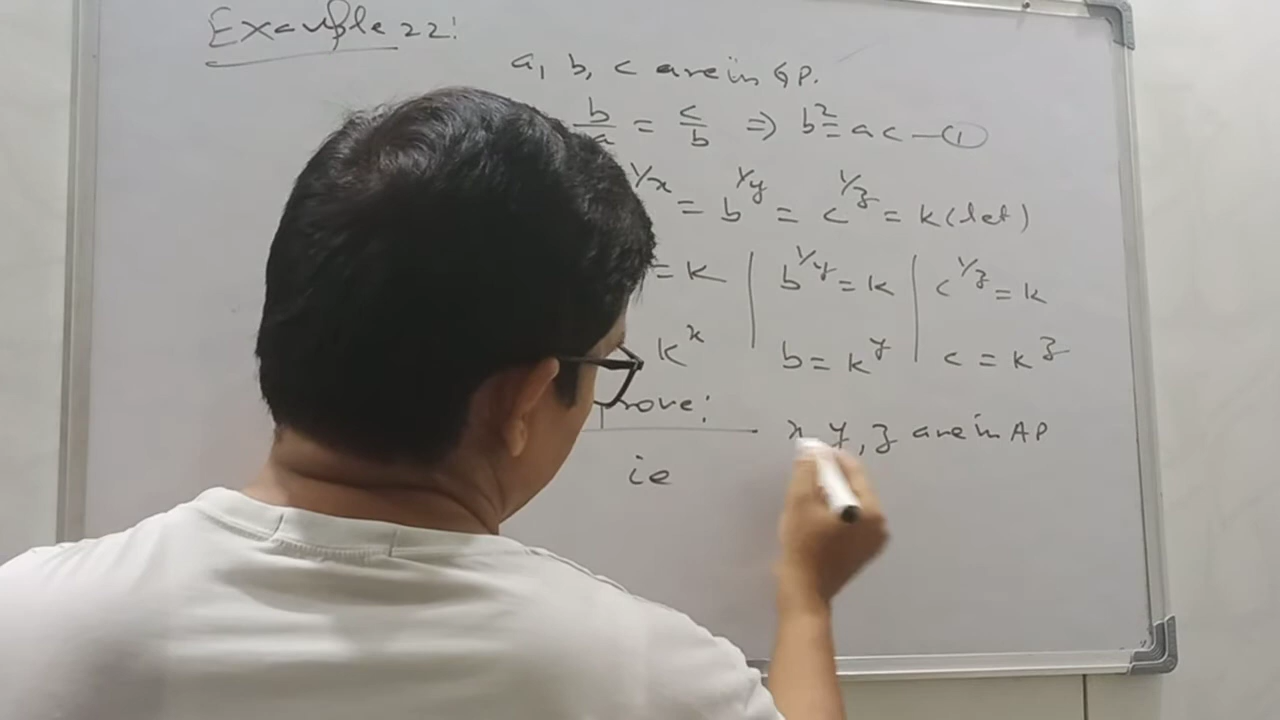 Example 22!
a, b, c are in GP.
b/a = c/b ⇒ b² = ac —①
1/x = b^1/y = c^1/z = k (let)
= k | b^1/y = k | c^1/z = k
k^x b = k^y | c = k^z
rove! x, y, z are in AP
ie